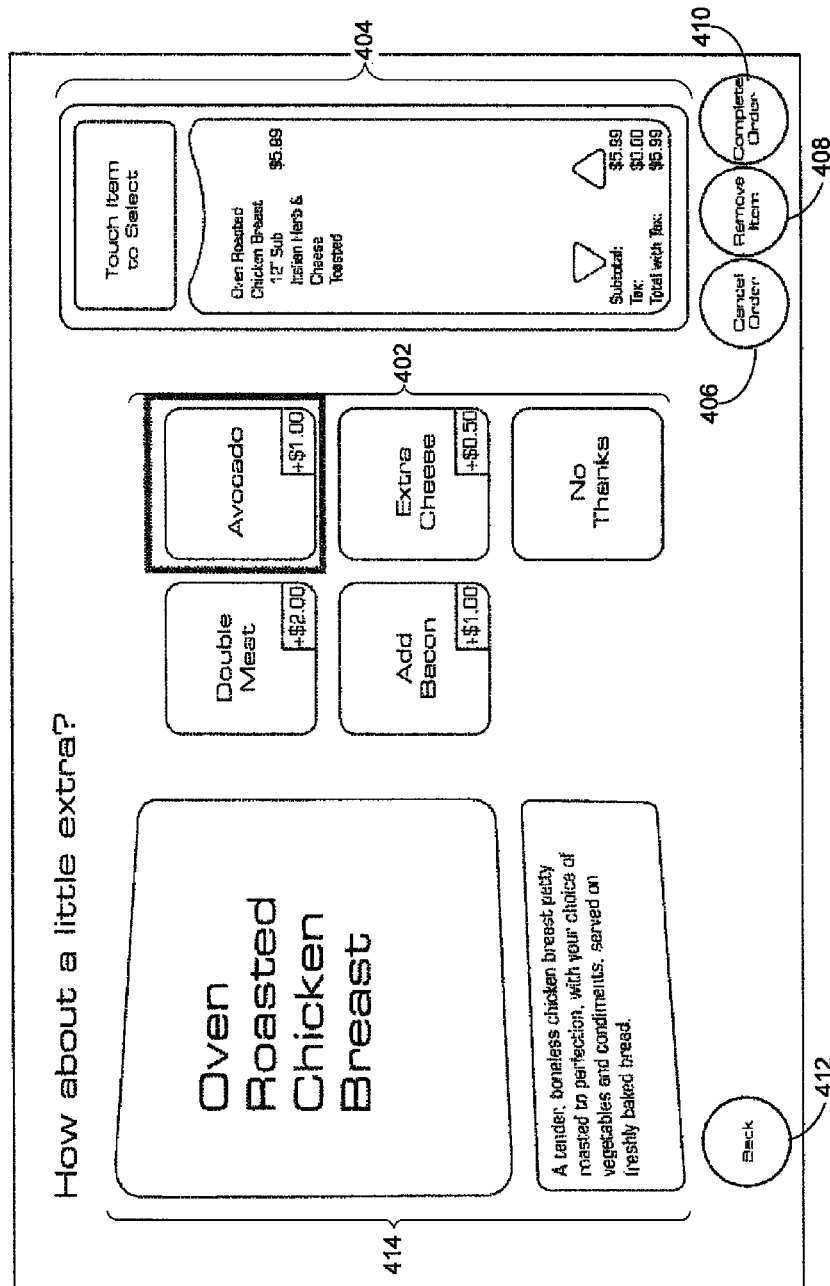 How about a little extra?
Oven
Roasted
Chicken
Breast
A tender, boneless chicken breast patty
roasted to perfection, with your choice of
vegetables and condiments, served on
freshly baked bread.
414
Double
Meat
+$2.00
Avocado
+$1.00
Add
Bacon
+$1.00
Extra
Cheese
+$0.50
No
Thanks
402
Touch Item
to Select
Oven Roasted
Chicken Breast
12" Sub $5.99
Italian Herb &
Cheese
Toasted
Subtotal: $5.99
Tax: $0.00
Total with Tax: $5.99
404
Back
412
Cancel
Order
406
Remove
Item
408
Complete
Order
410